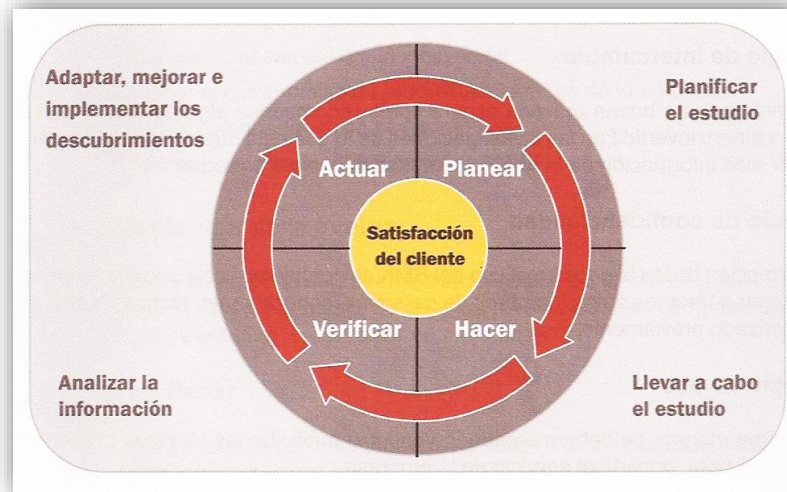 Adaptar, mejorar e
implementar los
descubrimientos
Planificar
el estudio
Actuar
Planear
Satisfacción
del cliente
Verificar
Hacer
Analizar la
información
Llevar a cabo
el estudio